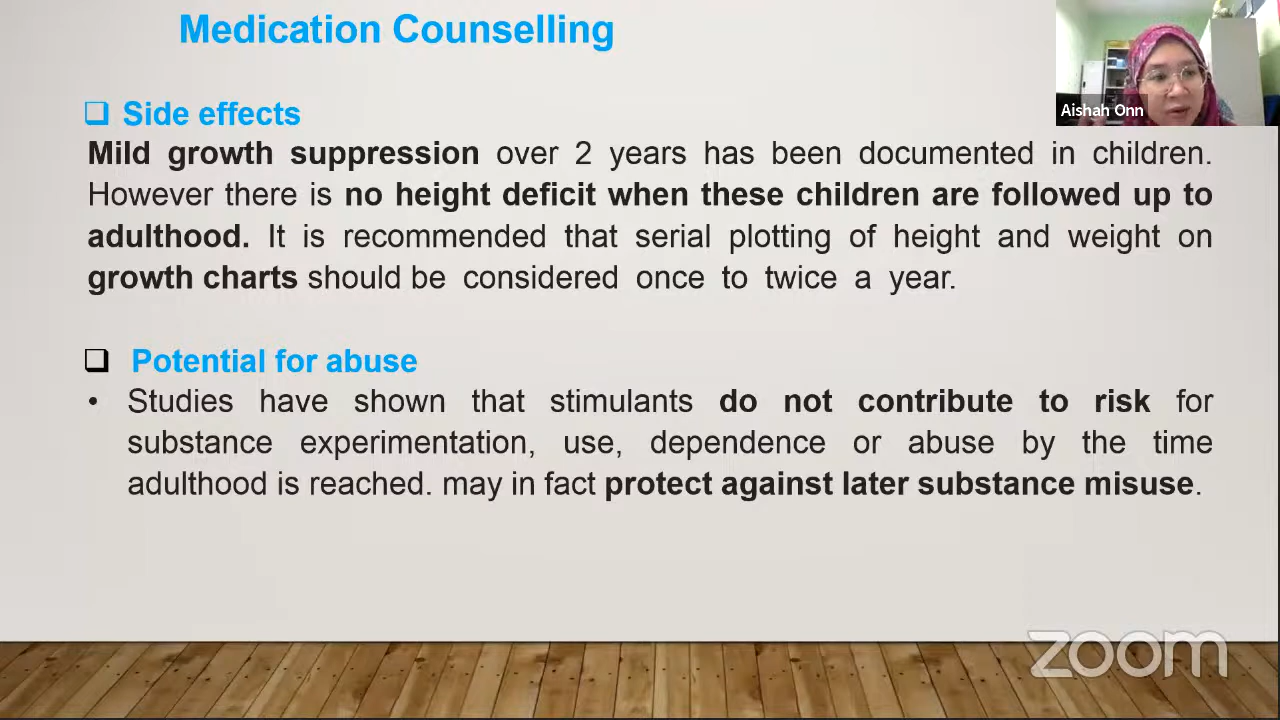 Medication Counselling
Aishah Onn
Side effects
Mild growth suppression over 2 years has been documented in children.
However there is no height deficit when these children are followed up to
adulthood. It is recommended that serial plotting of height and weight on
growth charts should be considered once to twice a year.
Potential for abuse
• Studies have shown that stimulants do not contribute to risk for
substance experimentation, use, dependence or abuse by the time
adulthood is reached. may in fact protect against later substance misuse.
zoom